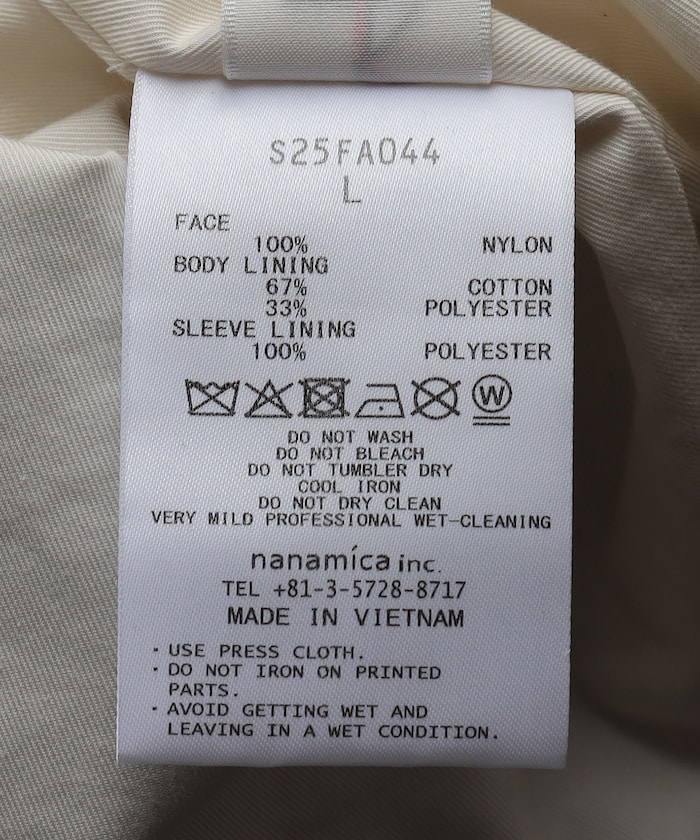 S25FA044
L
FACE
100% NYLON
BODY LINING
67% COTTON
33% POLYESTER
SLEEVE LINING
100% POLYESTER
W
DO NOT WASH
DO NOT BLEACH
DO NOT TUMBLER DRY
COOL IRON
DO NOT DRY CLEAN
VERY MILD PROFESSIONAL WET-CLEANING
nanamica inc.
TEL +81-3-5728-8717
MADE IN VIETNAM
・USE PRESS CLOTH.
・DO NOT IRON ON PRINTED
PARTS.
・AVOID GETTING WET AND
LEAVING IN A WET CONDITION.